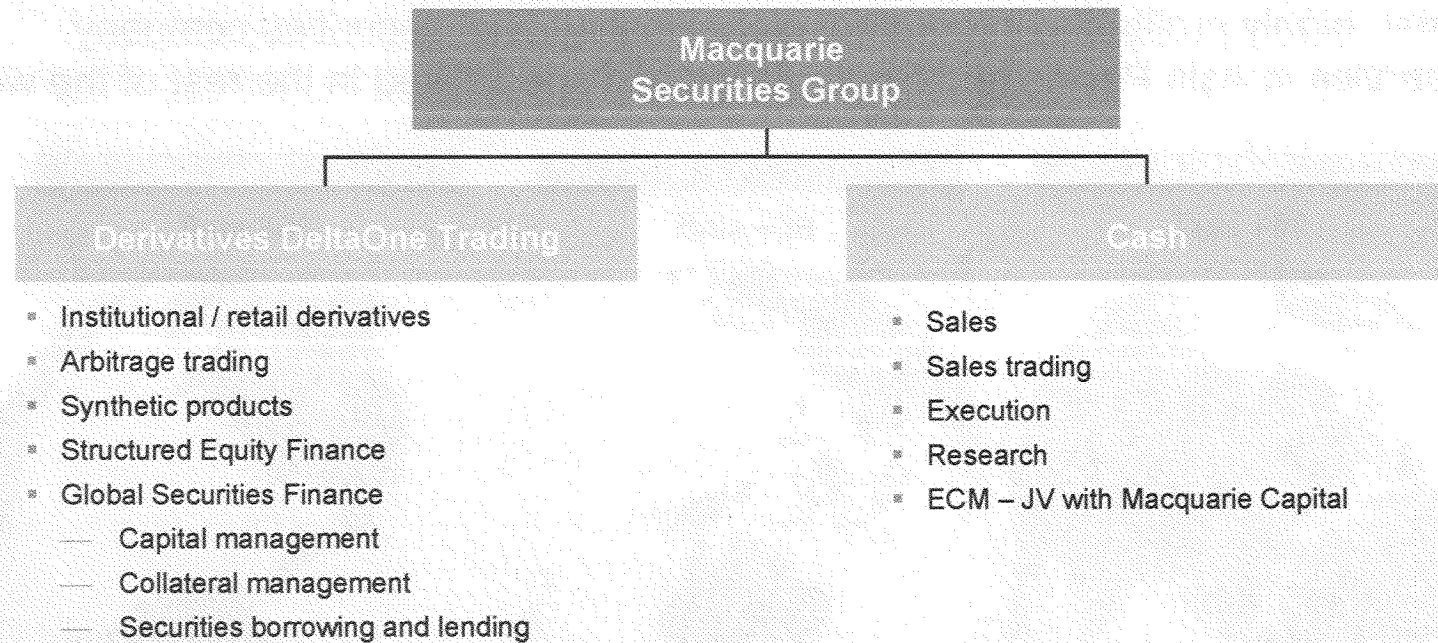 Macquarie
Securities Group
Derivatives DeltaOne Trading
Institutional / retail derivatives
Arbitrage trading
Synthetic products
Structured Equity Finance
Global Securities Finance
— Capital management
— Collateral management
— Securities borrowing and lending
Cash
Sales
Sales trading
Execution
Research
ECM – JV with Macquarie Capital